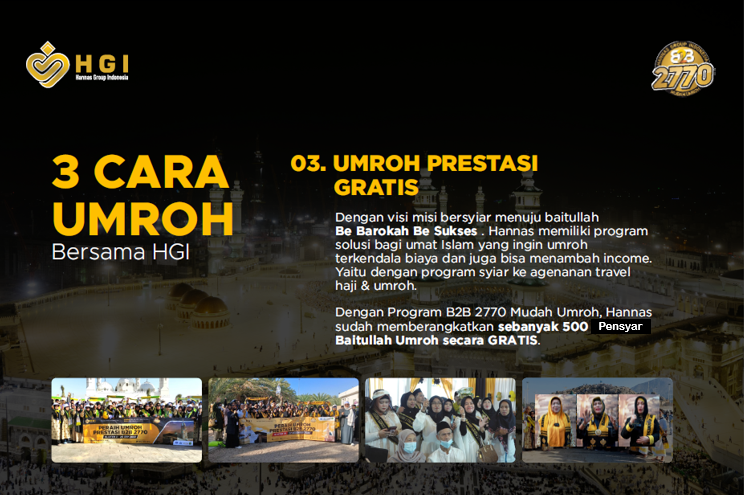 HGI
Hannas Group Indonesia
2770
3 CARA
UMROH
Bersama HGI
03. UMROH PRESTASI
GRATIS
Dengan visi misi bersyiar menuju baitullah
Be Barokah Be Sukses . Hannas memiliki program
solusi bagi umat Islam yang ingin umroh
terkendala biaya dan juga bisa menambah income.
Yaitu dengan program syiar ke agenanan travel
haji & umroh.
Dengan Program B2B 2770 Mudah Umroh, Hannas
sudah memberangkatkan sebanyak 500 Pensyar
Baitullah Umroh secara GRATIS.
PERAIH UMROH
PRESTASI B2B 2770